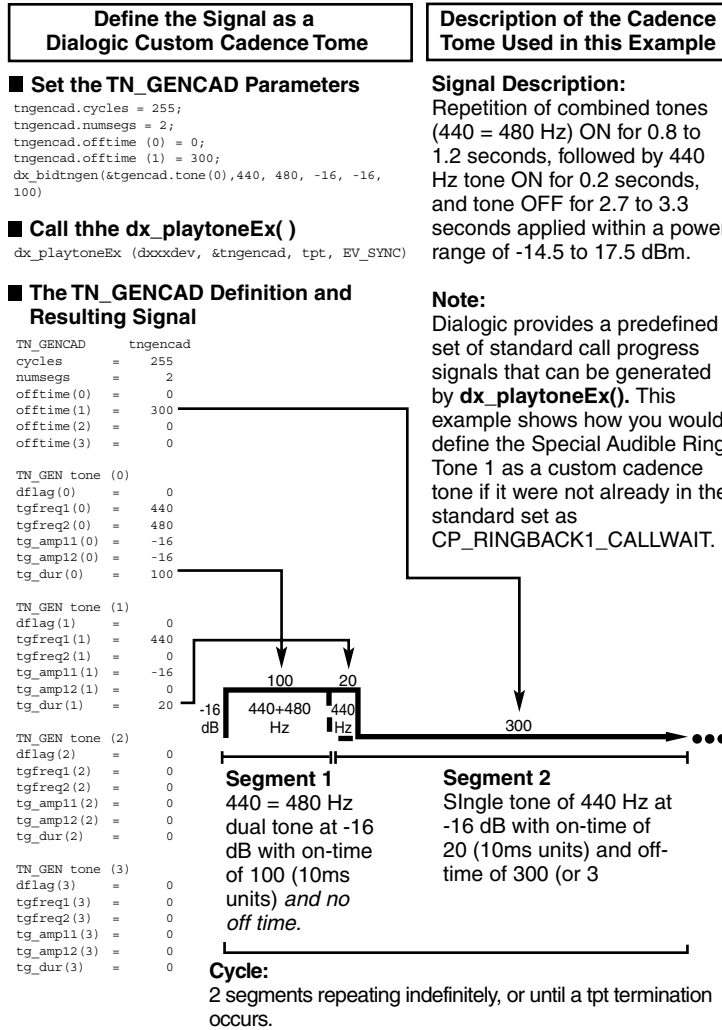 Define the Signal as a
Dialogic Custom Cadence Tome
■ Set the TN_GENCAD Parameters
tngencad.cycles = 255;
tngencad.numsegs = 2;
tngencad.offtime (0) = 0;
tngencad.offtime (1) = 300;
dx_bidtngen(&tgencad.tone(0),440, 480, -16, -16,
100)
■ Call thhe dx_playtoneEx( )
dx_playtoneEx (dxxxdev, &tngencad, tpt, EV_SYNC)
■ The TN_GENCAD Definition and
Resulting Signal
TN_GENCAD tngencad
cycles = 255
numsegs = 2
offtime(0) = 0
offtime(1) = 300
offtime(2) = 0
offtime(3) = 0
TN_GEN tone (0)
dflag(0) = 0
tgfreq1(0) = 440
tgfreq2(0) = 480
tg_amp11(0) = -16
tg_amp12(0) = -16
tg_dur(0) = 100
TN_GEN tone (1)
dflag(1) = 0
tgfreq1(1) = 440
tgfreq2(1) = 0
tg_amp11(1) = -16
tg_amp12(1) = 0
tg_dur(1) = 20
TN_GEN tone (2)
dflag(2) = 0
tgfreq1(2) = 0
tgfreq2(2) = 0
tg_amp11(2) = 0
tg_amp12(2) = 0
tg_dur(2) = 0
TN_GEN tone (3)
dflag(3) = 0
tgfreq1(3) = 0
tgfreq2(3) = 0
tg_amp11(3) = 0
tg_amp12(3) = 0
tg_dur(3) = 0
Description of the Cadence
Tome Used in this Example
Signal Description:
Repetition of combined tones
(440 = 480 Hz) ON for 0.8 to
1.2 seconds, followed by 440
Hz tone ON for 0.2 seconds,
and tone OFF for 2.7 to 3.3
seconds applied within a power
range of -14.5 to 17.5 dBm.
Note:
Dialogic provides a predefined
set of standard call progress
signals that can be generated
by dx_playtoneEx(). This
example shows how you would
define the Special Audible Ring
Tone 1 as a custom cadence
tone if it were not already in the
standard set as
CP_RINGBACK1_CALLWAIT.
100
20
300
-16
dB
440+480
Hz
440
Hz
Segment 1
440 = 480 Hz
dual tone at -16
dB with on-time
of 100 (10ms
units) and no
off time.
Segment 2
SIngle tone of 440 Hz at
-16 dB with on-time of
20 (10ms units) and off-
time of 300 (or 3
Cycle:
2 segments repeating indefinitely, or until a tpt termination
occurs.